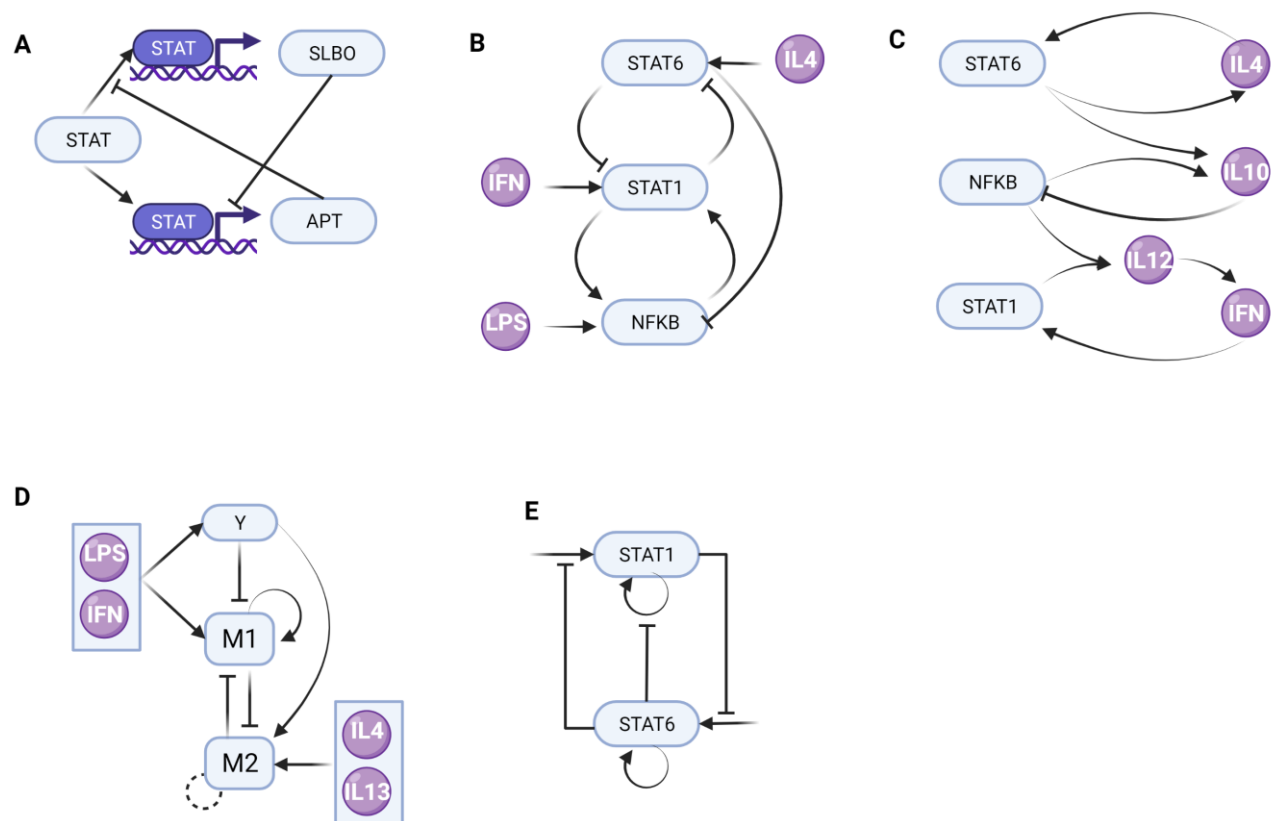 A
STAT
SLBO
STAT
STAT
APT
B
STAT6
IL4
IFN
STAT1
LPS
NFKB
C
STAT6
IL4
NFKB
IL10
IL12
STAT1
IFN
D
Y
LPS
IFN
M1
M2
IL4
IL13
E
STAT1
STAT6